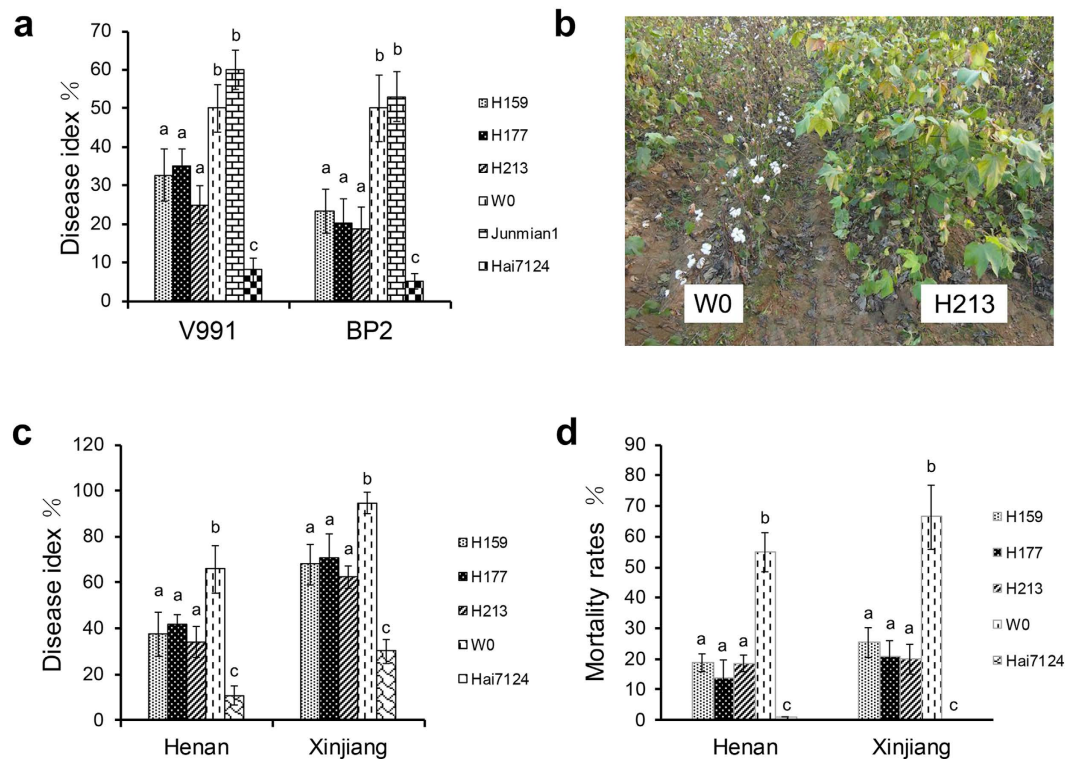 a
Disease idex %
70
60
50
40
30
20
10
0
a a a b b c
a a a b b c
V991 BP2
H159
H177
H213
W0
Junmian1
Hai7124
b
W0 H213
c
Disease idex %
120
100
80
60
40
20
0
a a a b c
a a a b c
Henan Xinjiang
H159
H177
H213
W0
Hai7124
d
Mortality rates %
90
80
70
60
50
40
30
20
10
0
a a a b c
a a a b c
Henan Xinjiang
H159
H177
H213
W0
Hai7124